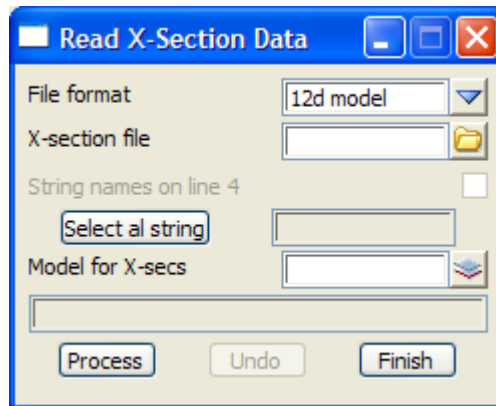 Read X-Section Data
File format 12d model
X-section file
String names on line 4
Select al string
Model for X-secs
Process Undo Finish